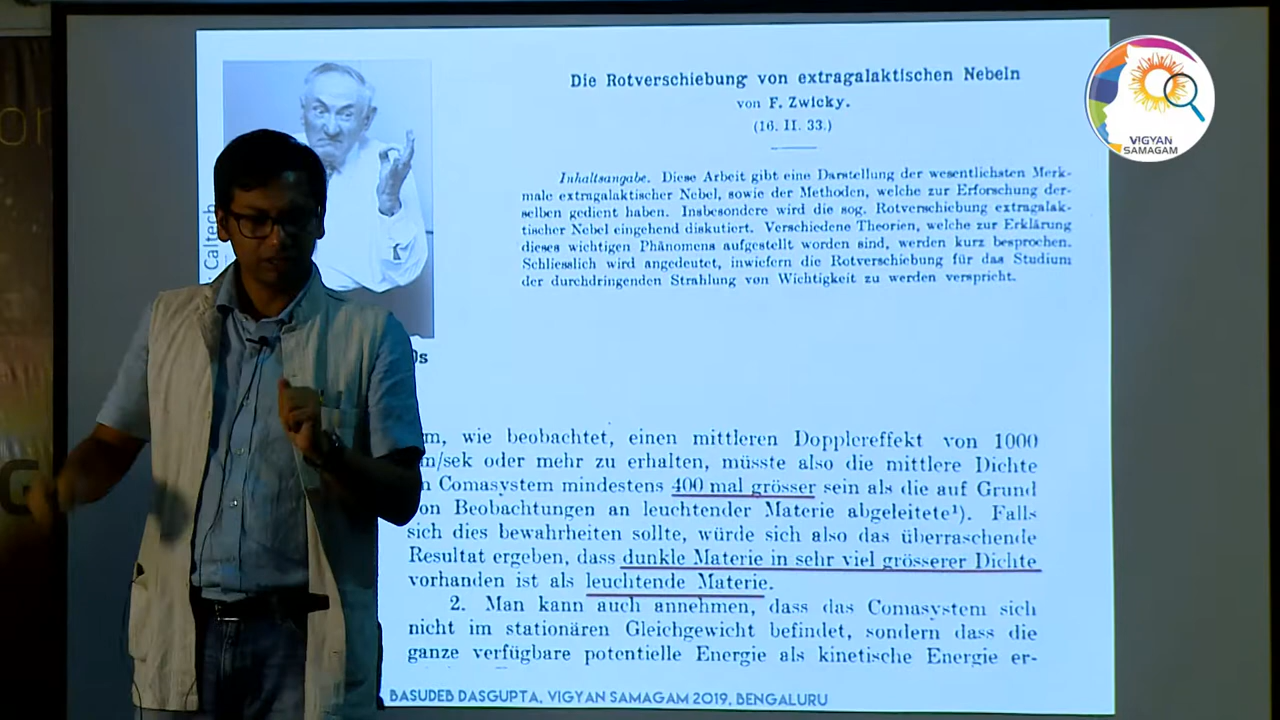 Die Rotverschiebung von extragalaktischen Nebeln
von F. Zwicky.
(16. II. 33.)
Inhaltsangabe. Diese Arbeit gibt eine Darstellung der wesentlichsten Merk-
male extragalaktischer Nebel, sowie der Methoden, welche zur Erforschung der-
selben gedient haben. Insbesondere wird die sog. Rotverschiebung extragalak-
tischer Nebel eingehend diskutiert. Verschiedene Theorien, welche zur Erklärung
dieses wichtigen Phänomens aufgestellt worden sind, werden kurz besprochen.
Schliesslich wird angedeutet, inwiefern die Rotverschiebung für das Studium
der durchdringenden Strahlung von Wichtigkeit zu werden verspricht.
VIGYAN
SAMAGAM
Caltech
0s
m, wie beobachtet, einen mittleren Dopplereffekt von 1000
m/sek oder mehr zu erhalten, müsste also die mittlere Dichte
Comasystem mindestens 400 mal grösser sein als die auf Grund
on Beobachtungen an leuchtender Materie abgeleitete¹). Falls
sich dies bewahrheiten sollte, würde sich also das überraschende
Resultat ergeben, dass dunkle Materie in sehr viel grösserer Dichte
vorhanden ist als leuchtende Materie.
2. Man kann auch annehmen, dass das Comasystem sich
nicht im stationären Gleichgewicht befindet, sondern dass die
ganze verfügbare potentielle Energie als kinetische Energie er-
BASUDEB DASGUPTA, VIGYAN SAMAGAM 2019, BENGALURU